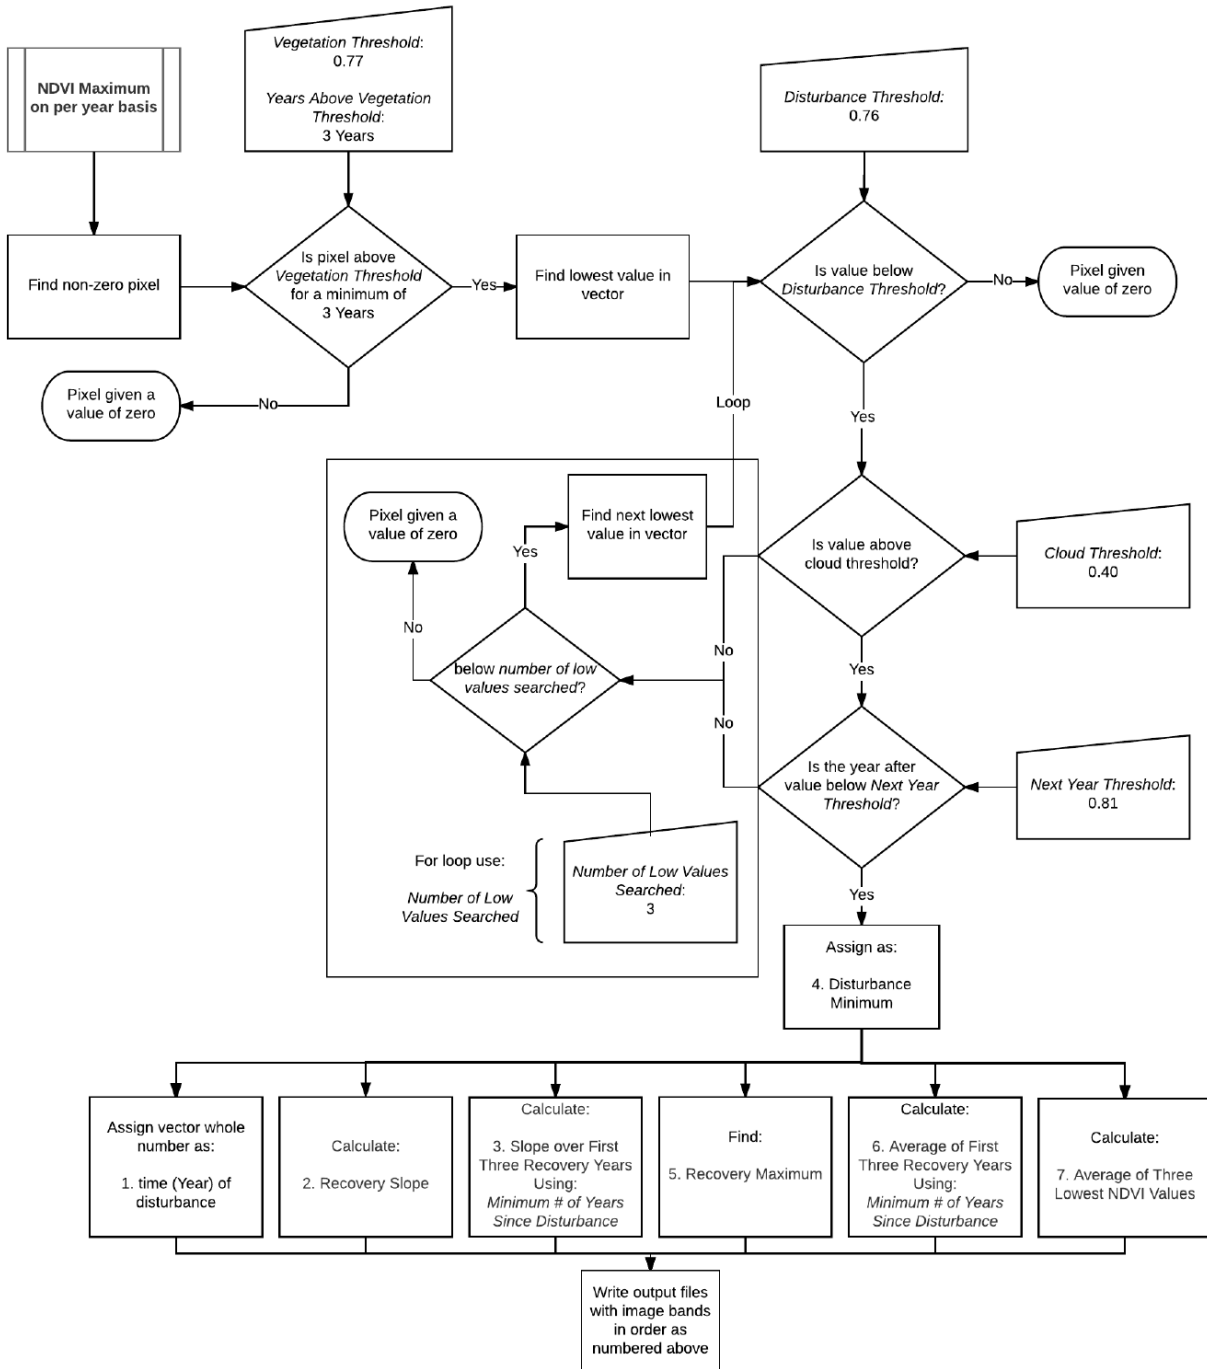 NDVI Maximum
on per year basis
Vegetation Threshold:
0.77
Years Above Vegetation
Threshold:
3 Years
Disturbance Threshold:
0.76
Find non-zero pixel
Is pixel above
Vegetation Threshold
for a minimum of
3 Years
Yes
Find lowest value in
vector
Is value below
Disturbance Threshold?
No
Pixel given
value of zero
Pixel given a
value of zero
No
Loop
Yes
Pixel given a
value of zero
Find next lowest
value in vector
Yes
Is value above
cloud threshold?
Cloud Threshold:
0.40
No
No
Yes
below number of low
values searched?
No
Is the year after
value below Next Year
Threshold?
Next Year Threshold:
0.81
For loop use:
Number of Low
Values Searched
Number of Low Values
Searched:
3
Yes
Assign as:
4. Disturbance
Minimum
Assign vector whole
number as:
1. time (Year) of
disturbance
Calculate:
2. Recovery Slope
Calculate:
3. Slope over First
Three Recovery Years
Using:
Minimum # of Years
Since Disturbance
Find:
5. Recovery Maximum
Calculate:
6. Average of First
Three Recovery Years
Using:
Minimum # of Years
Since Disturbance
Calculate:
7. Average of Three
Lowest NDVI Values
Write output files
with image bands
in order as
numbered above